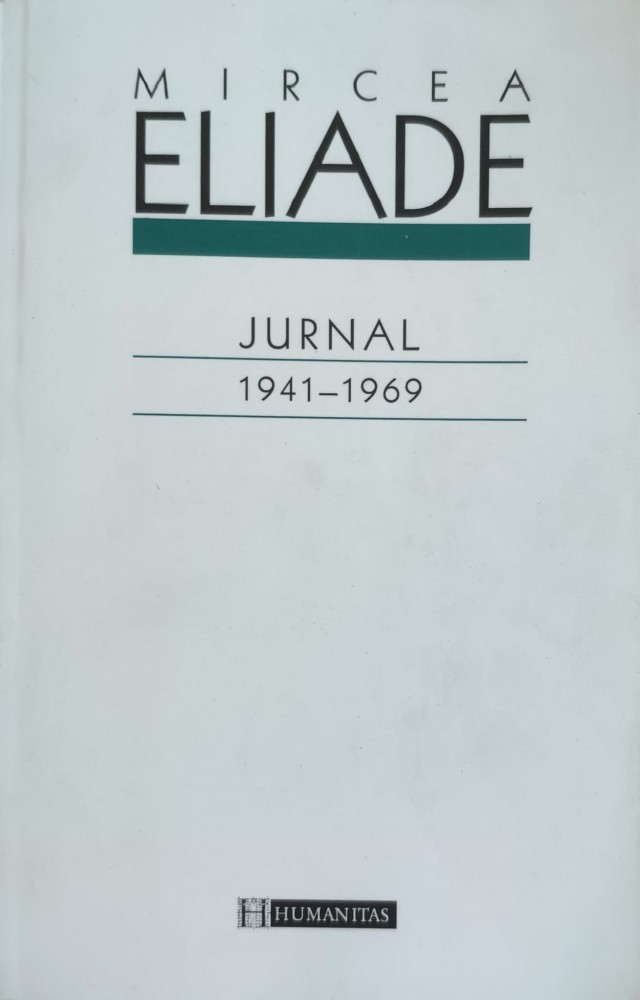 MIRCEA
ELIADE
JURNAL
1941–1969
HUMANITAS